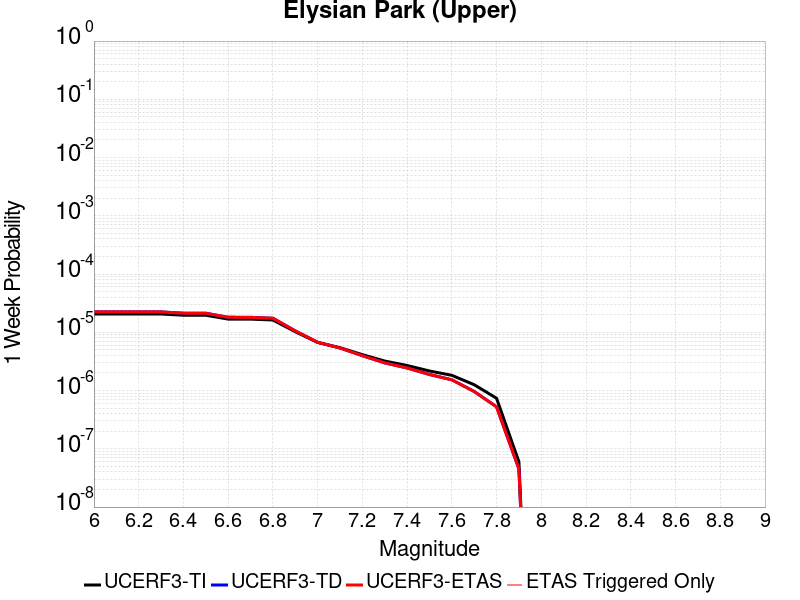 Elysian Park (Upper)
1 Week Probability
10^0
10^-1
10^-2
10^-3
10^-4
10^-5
10^-6
10^-7
10^-8
6 6.2 6.4 6.6 6.8 7 7.2 7.4 7.6 7.8 8 8.2 8.4 8.6 8.8 9
Magnitude
UCERF3-TI UCERF3-TD UCERF3-ETAS ETAS Triggered Only